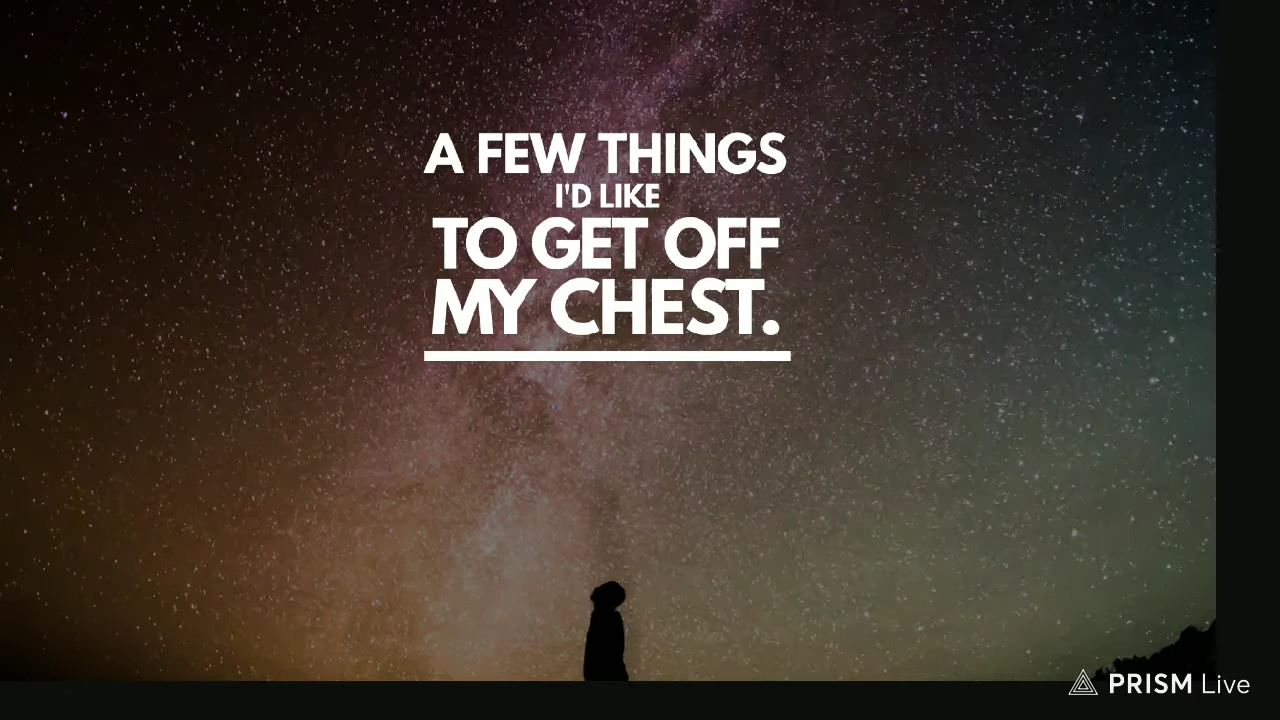 A FEW THINGS
I'D LIKE
TO GET OFF
MY CHEST.
PRISM Live